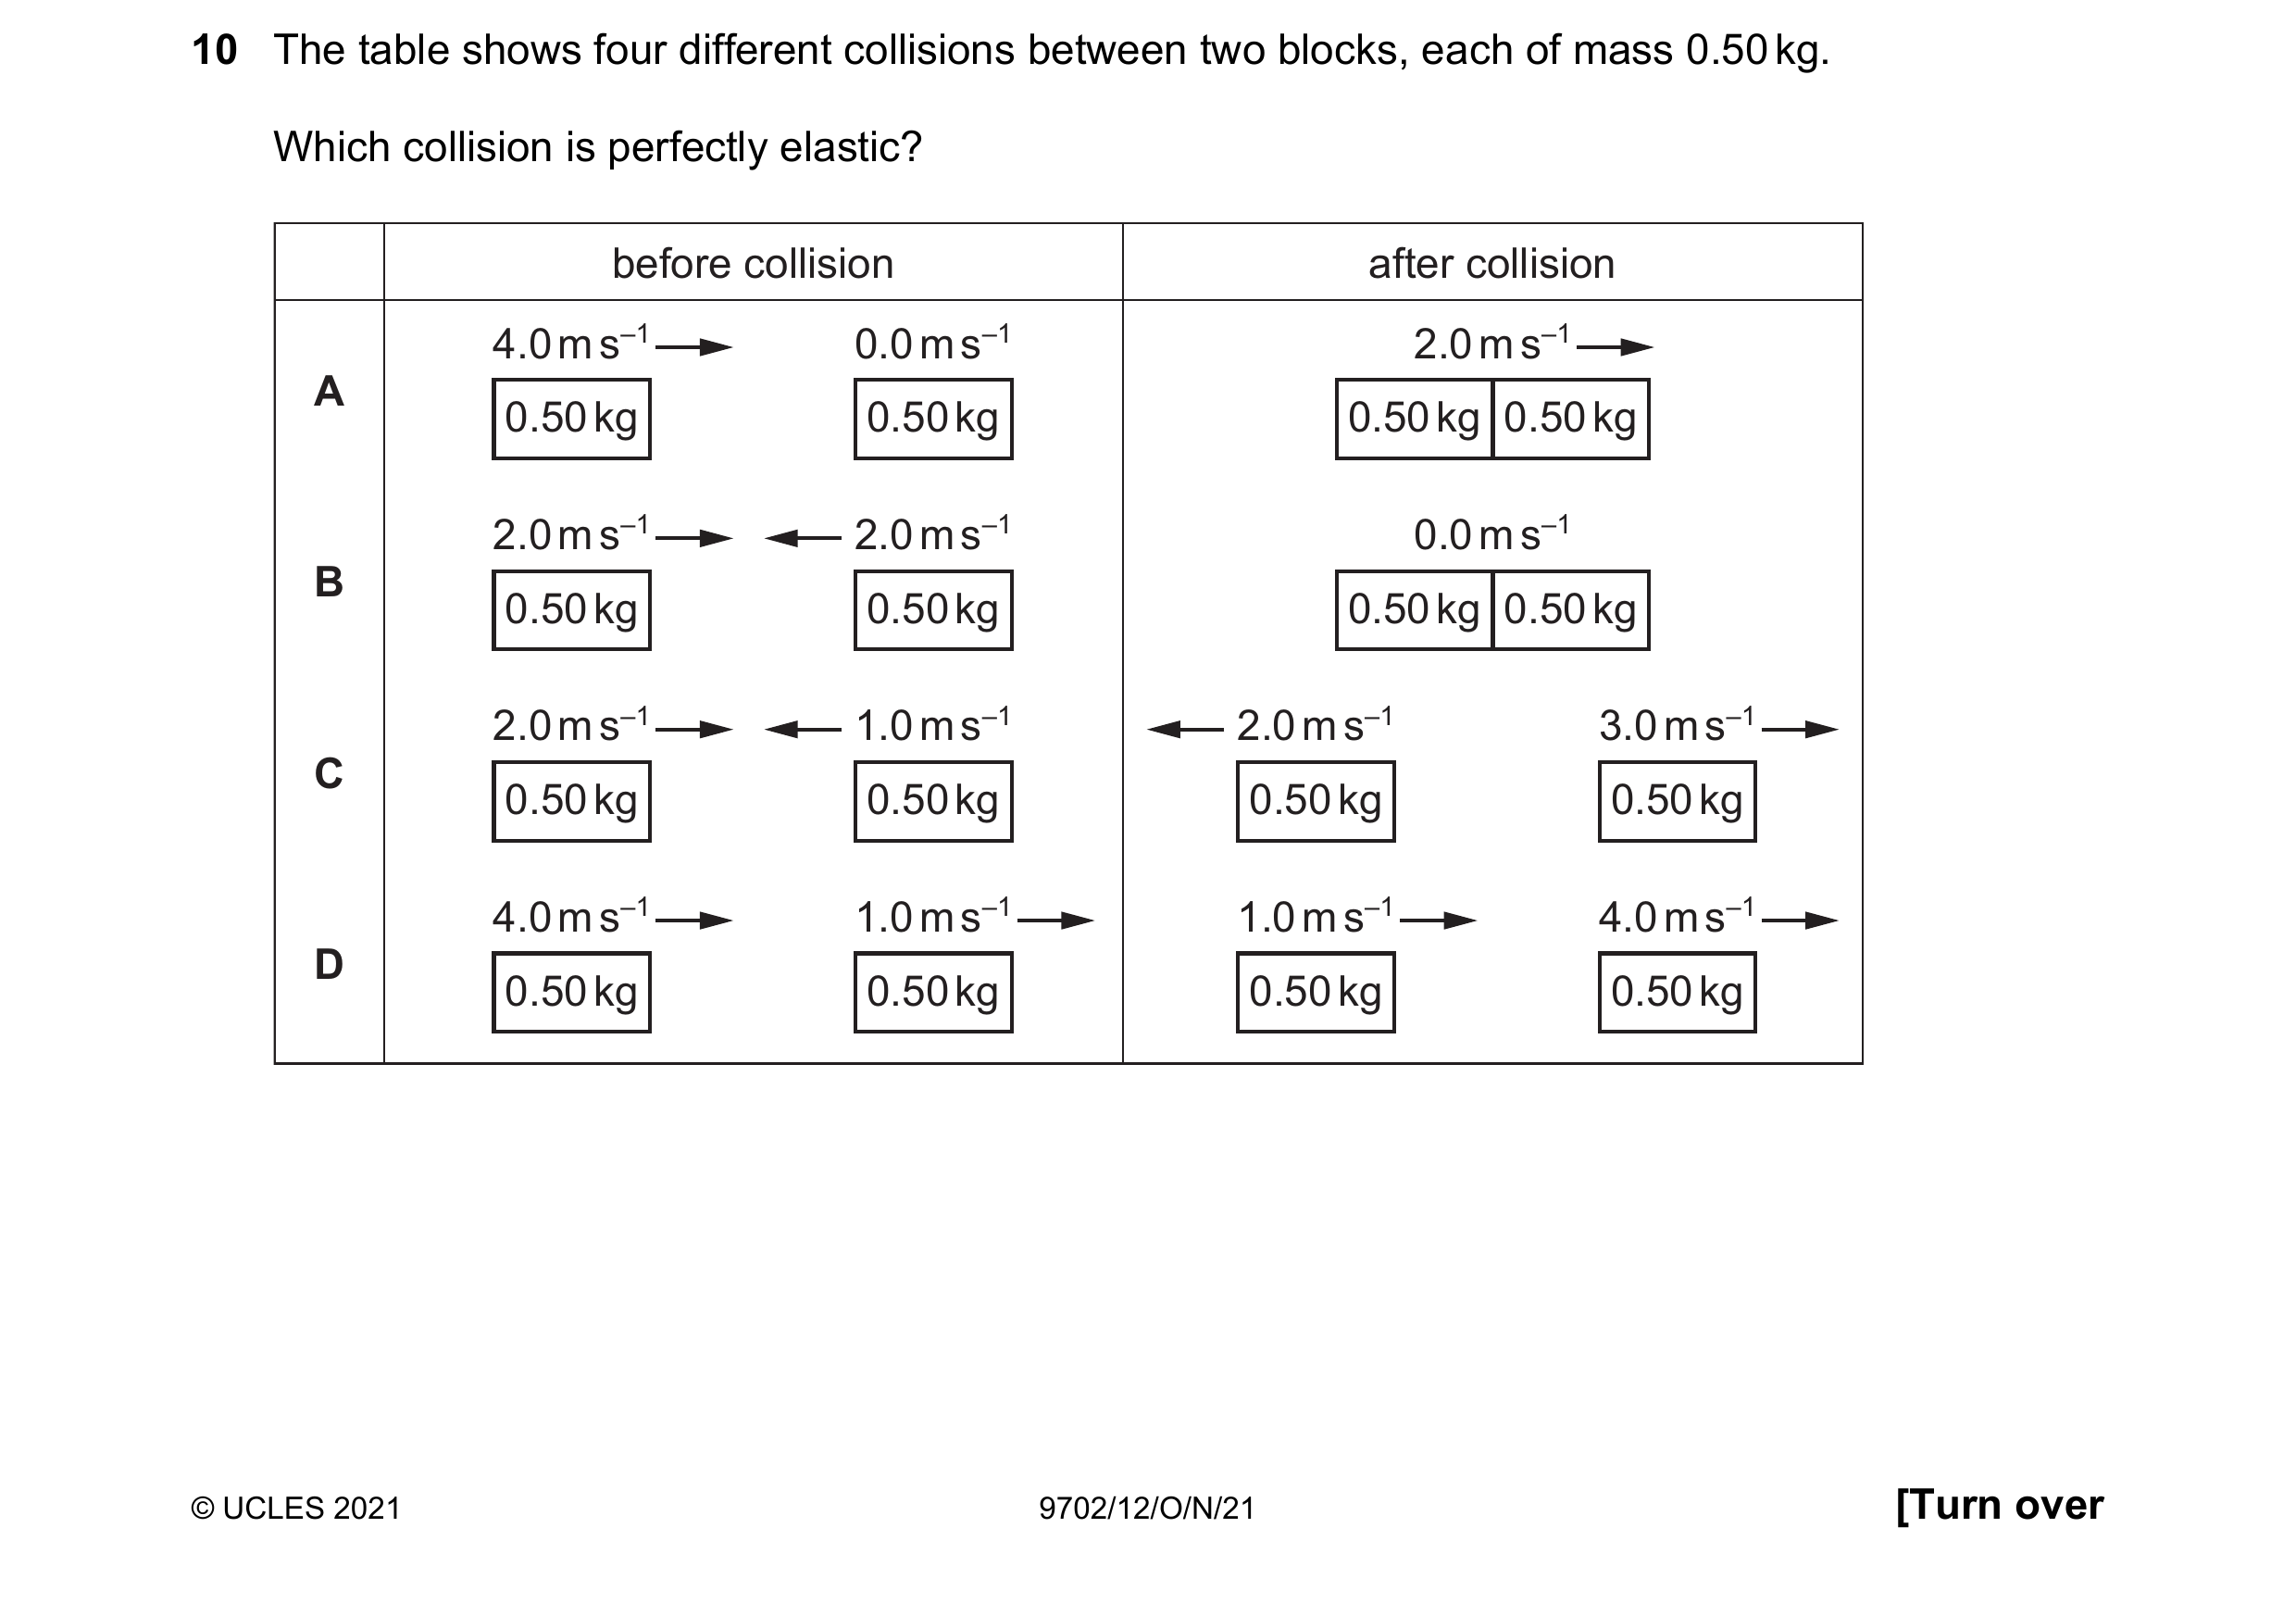 10 The table shows four different collisions between two blocks, each of mass 0.50 kg.
Which collision is perfectly elastic?
before collision after collision
4.0 m s⁻¹ 0.0 m s⁻¹ 2.0 m s⁻¹
A 0.50 kg 0.50 kg 0.50 kg 0.50 kg
2.0 m s⁻¹ 2.0 m s⁻¹ 0.0 m s⁻¹
B 0.50 kg 0.50 kg 0.50 kg 0.50 kg
2.0 m s⁻¹ 1.0 m s⁻¹ 2.0 m s⁻¹ 3.0 m s⁻¹
C 0.50 kg 0.50 kg 0.50 kg 0.50 kg
4.0 m s⁻¹ 1.0 m s⁻¹ 1.0 m s⁻¹ 4.0 m s⁻¹
D 0.50 kg 0.50 kg 0.50 kg 0.50 kg
© UCLES 2021 9702/12/O/N/21 [Turn over